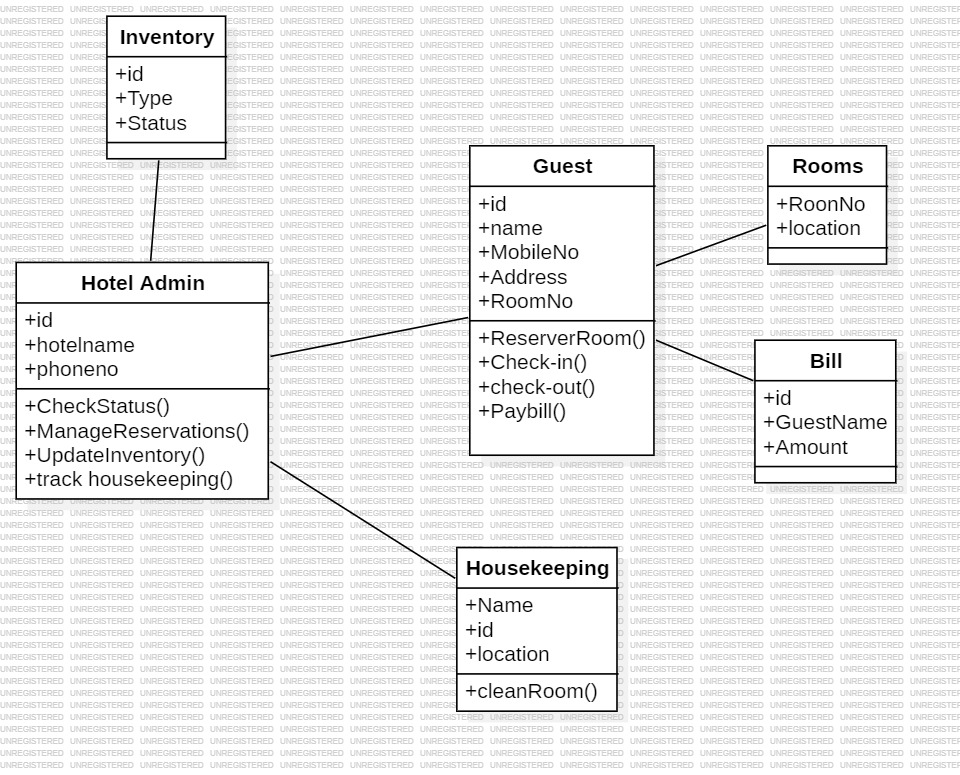 Inventory
+id
+Type
+Status
Hotel Admin
+id
+hotelname
+phoneno
+CheckStatus()
+ManageReservations()
+UpdateInventory()
+track housekeeping()
Guest
+id
+name
+MobileNo
+Address
+RoomNo
+ReserverRoom()
+Check-in()
+check-out()
+Paybill()
Rooms
+RoonNo
+location
Bill
+id
+GuestName
+Amount
Housekeeping
+Name
+id
+location
+cleanRoom()
UNREGISTERED